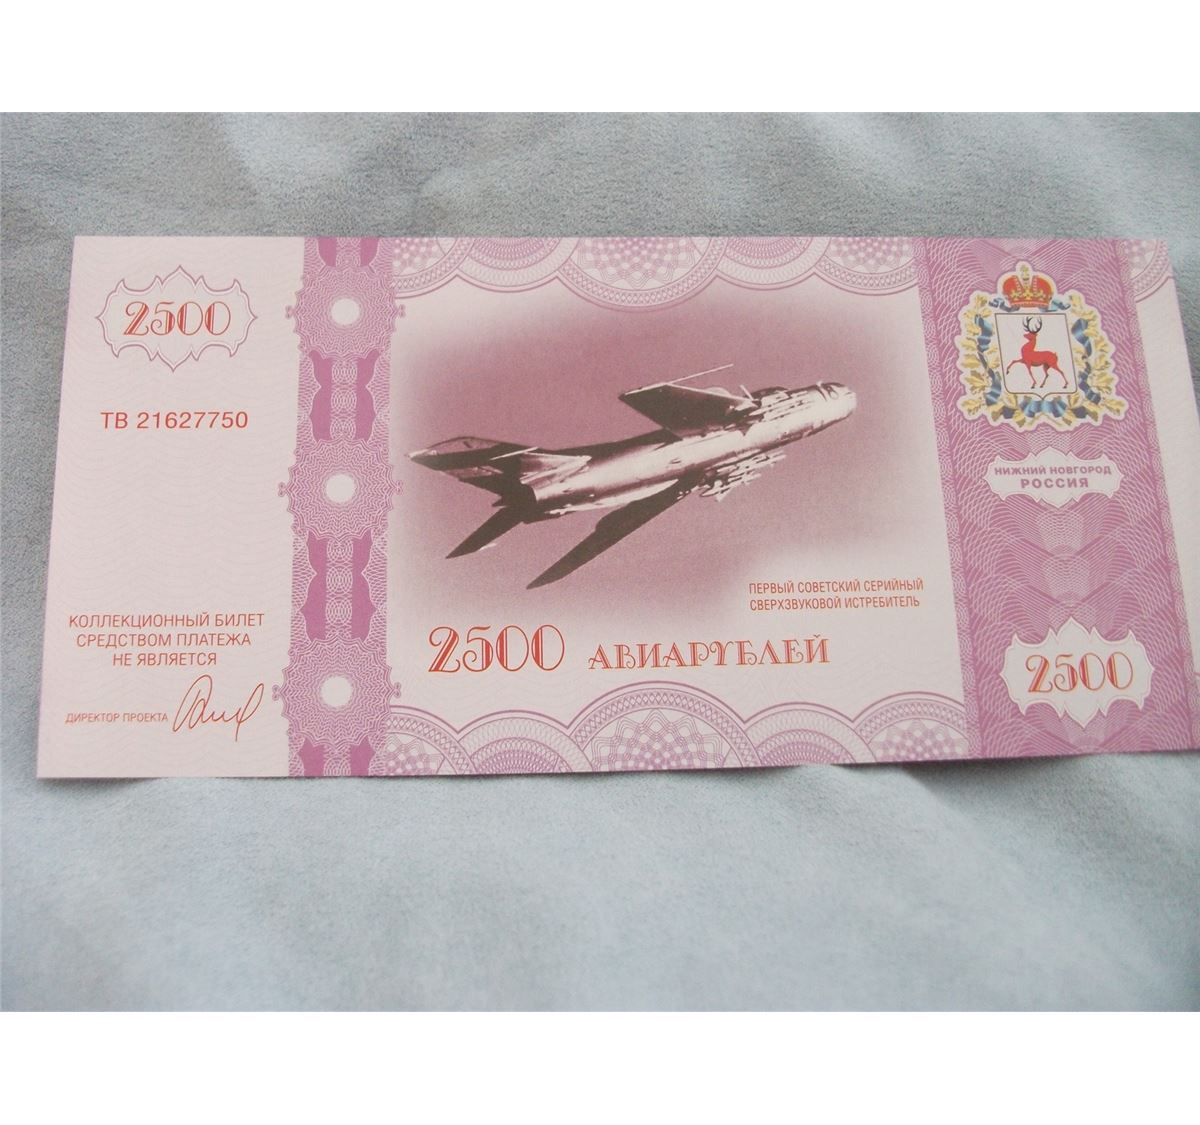 2500
ТВ 21627750
КОЛЛЕКЦИОННЫЙ БИЛЕТ
СРЕДСТВОМ ПЛАТЕЖА
НЕ ЯВЛЯЕТСЯ
ДИРЕКТОР ПРОЕКТА
ПЕРВЫЙ СОВЕТСКИЙ СЕРИЙНЫЙ
СВЕРХЗВУКОВОЙ ИСТРЕБИТЕЛЬ
2500 АВИАРУБЛЕЙ
НИЖНИЙ НОВГОРОД
РОССИЯ
2500